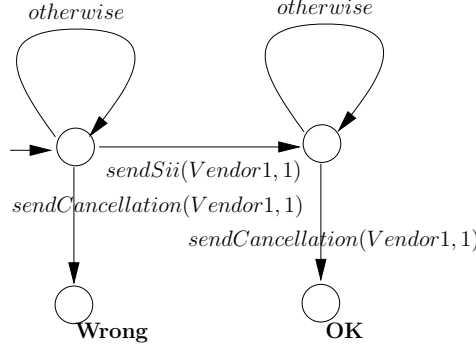 otherwise
otherwise
sendSii(Vendor1, 1)
sendCancellation(Vendor1, 1)
sendCancellation(Vendor1, 1)
Wrong
OK